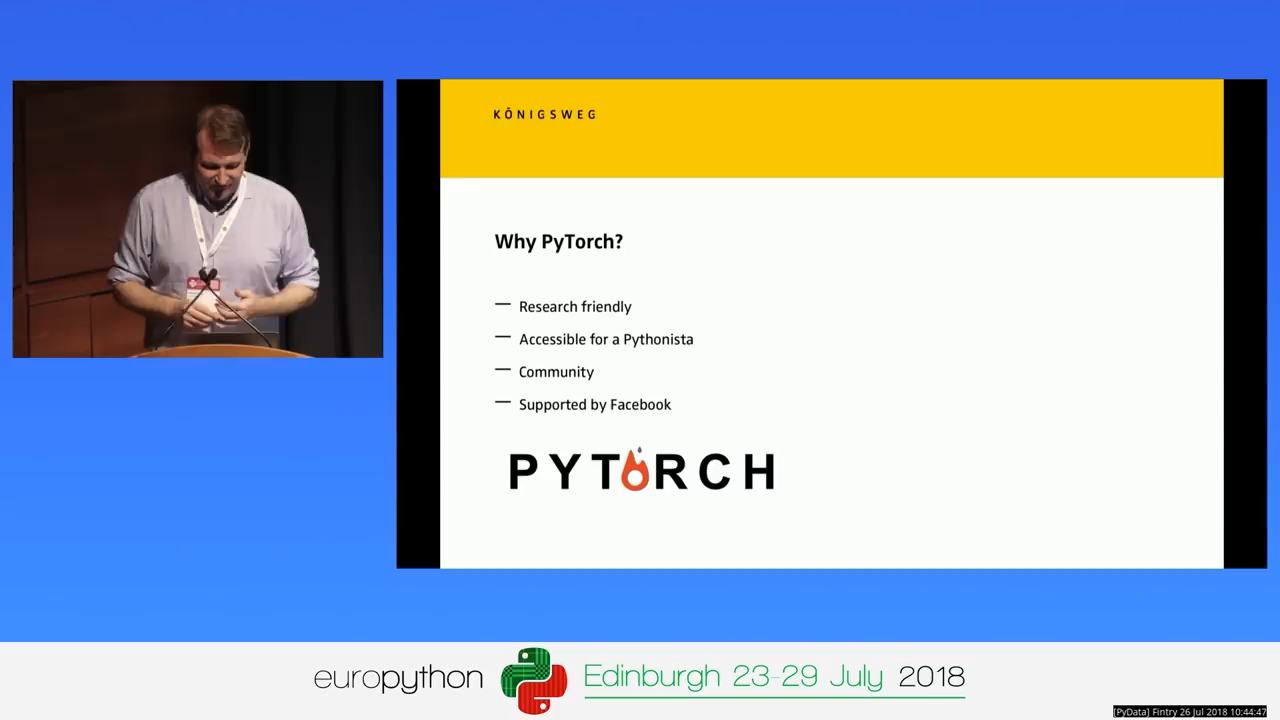 KÖNIGSWEG
Why PyTorch?
— Research friendly
— Accessible for a Pythonista
— Community
— Supported by Facebook
PYTORCH
europython
Edinburgh 23-29 July 2018
[PyData] Fintry 26 Jul 2018 10:44:47